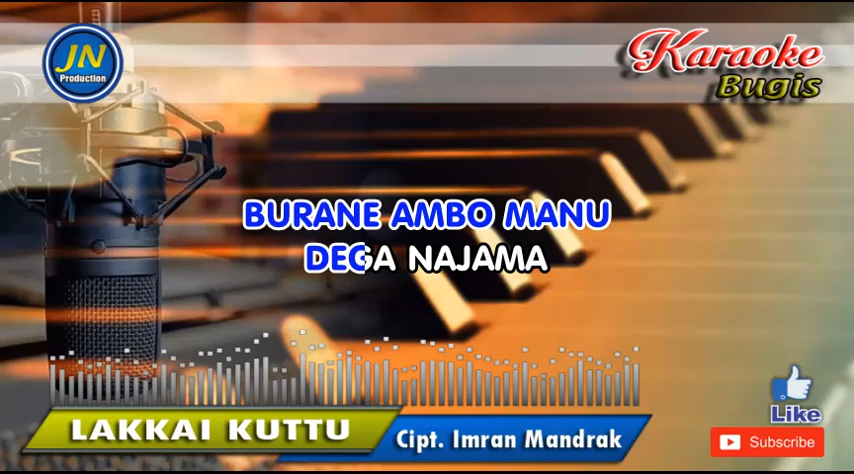 JN
Production
Karaoke
Bugis
BURANE AMBO MANU
DEGA NAJAMA
LAKKAI KUTTU
Cipt. Imran Mandrak
Like
Subscribe